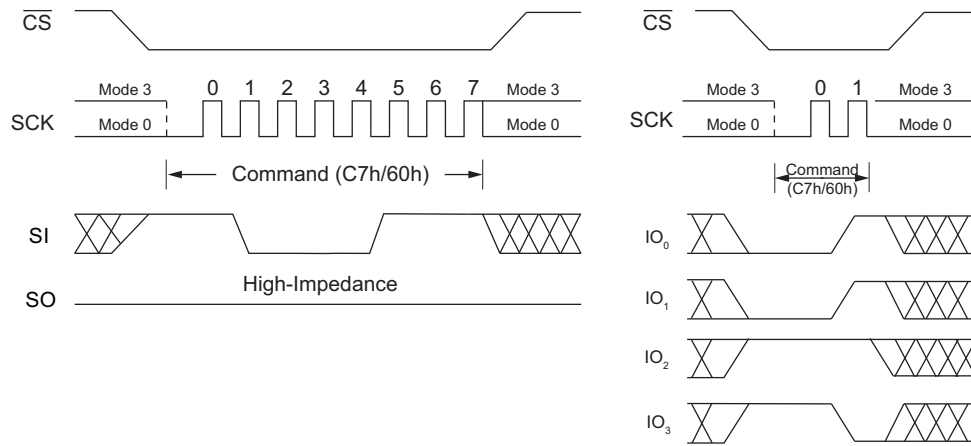 CS
Mode 3
0 1 2 3 4 5 6 7
Mode 3
SCK
Mode 0
Mode 0
Command (C7h/60h)
SI
High-Impedance
SO
CS
Mode 3
0 1
Mode 3
SCK
Mode 0
Mode 0
Command
(C7h/60h)
IO0
IO1
IO2
IO3